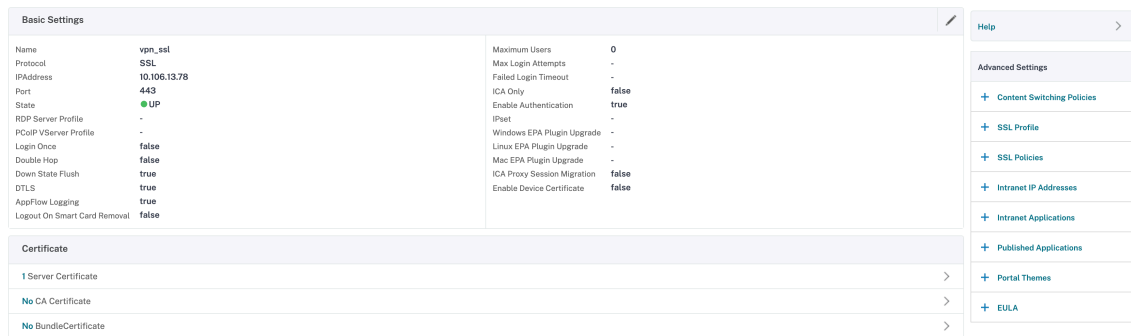 Basic Settings
Name vpn_ssl
Protocol SSL
IPAddress 10.106.13.78
Port 443
State UP
RDP Server Profile -
PCoIP VServer Profile -
Login Once false
Double Hop false
Down State Flush true
DTLS true
AppFlow Logging true
Logout On Smart Card Removal false
Maximum Users 0
Max Login Attempts -
Failed Login Timeout -
ICA Only false
Enable Authentication true
IPset -
Windows EPA Plugin Upgrade -
Linux EPA Plugin Upgrade -
Mac EPA Plugin Upgrade -
ICA Proxy Session Migration false
Enable Device Certificate false
Certificate
1 Server Certificate
No CA Certificate
No BundleCertificate
Help
Advanced Settings
+ Content Switching Policies
+ SSL Profile
+ SSL Policies
+ Intranet IP Addresses
+ Intranet Applications
+ Published Applications
+ Portal Themes
+ EULA